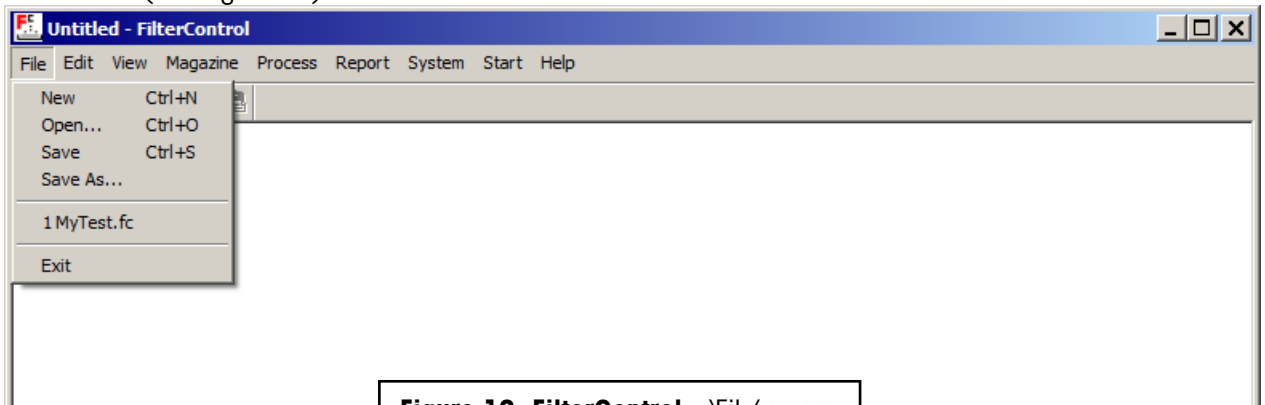 Untitled - FilterControl
File Edit View Magazine Process Report System Start Help
New Ctrl+N
Open... Ctrl+O
Save Ctrl+S
Save As...
1 MyTest.fc
Exit